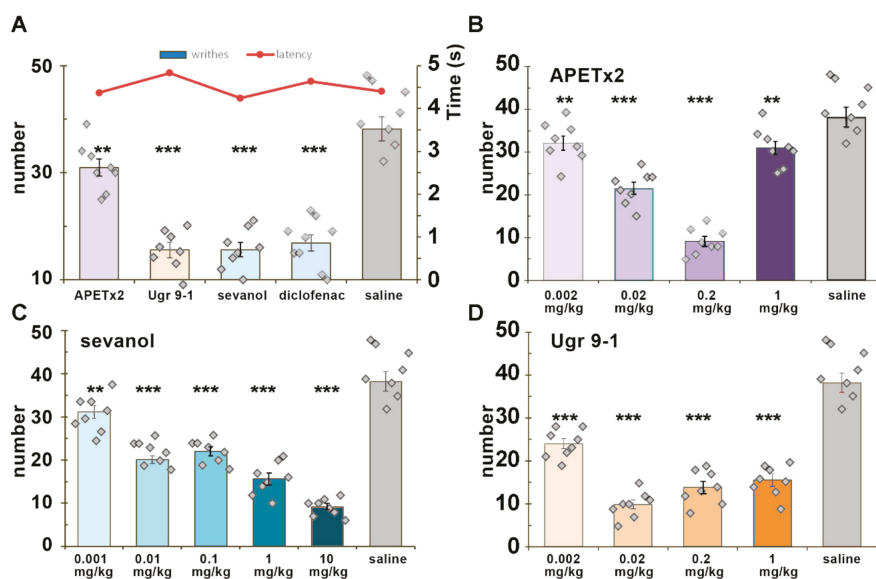 A
writhes latency
50
30
10
number
5
4
3
2
1
0
Time (s)
** *** *** ***
APETx2 Ugr 9-1 sevanol diclofenac saline
B
APETx2
50
40
30
20
10
0
number
** *** *** **
0.002 mg/kg
0.02 mg/kg
0.2 mg/kg
1 mg/kg
saline
C
sevanol
50
40
30
20
10
0
number
** *** *** *** ***
0.001 mg/kg
0.01 mg/kg
0.1 mg/kg
1 mg/kg
10 mg/kg
saline
D
Ugr 9-1
50
40
30
20
10
0
number
*** *** *** ***
0.002 mg/kg
0.02 mg/kg
0.2 mg/kg
1 mg/kg
saline